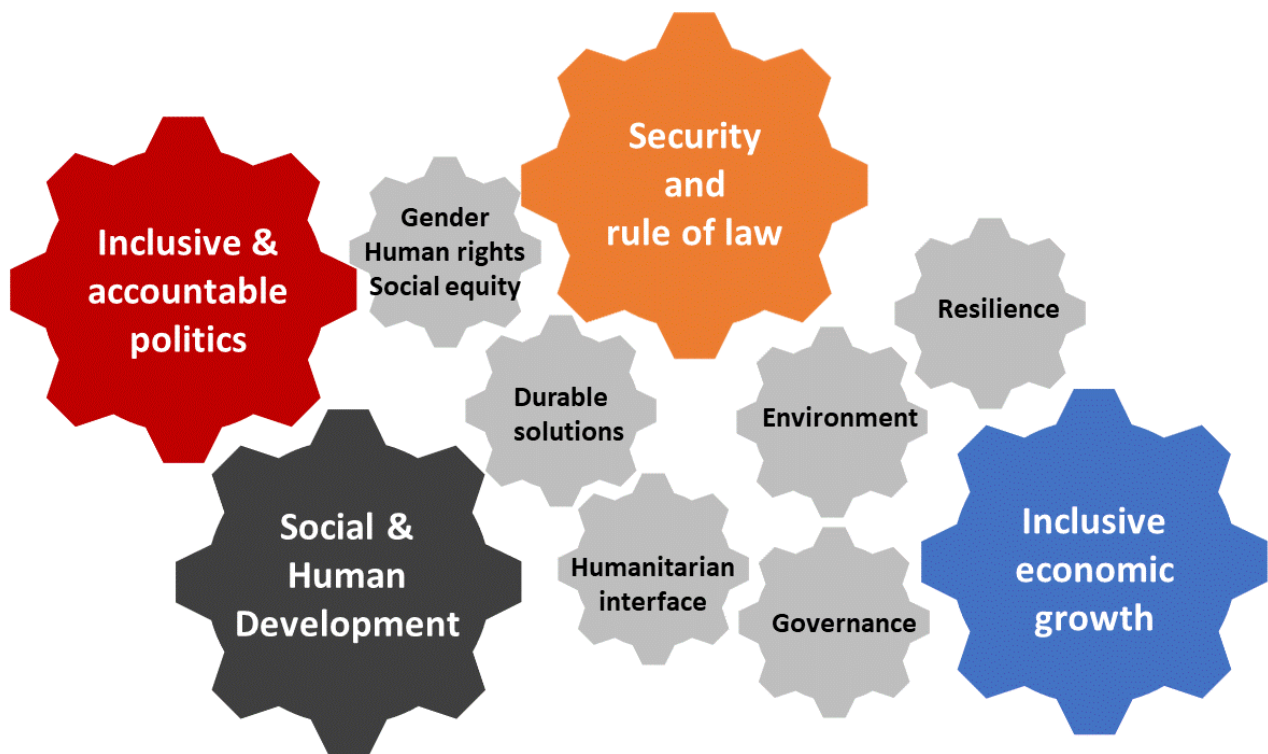 Inclusive &
accountable
politics
Gender
Human rights
Social equity
Security
and
rule of law
Resilience
Durable
solutions
Environment
Social &
Human
Development
Humanitarian
interface
Governance
Inclusive
economic
growth